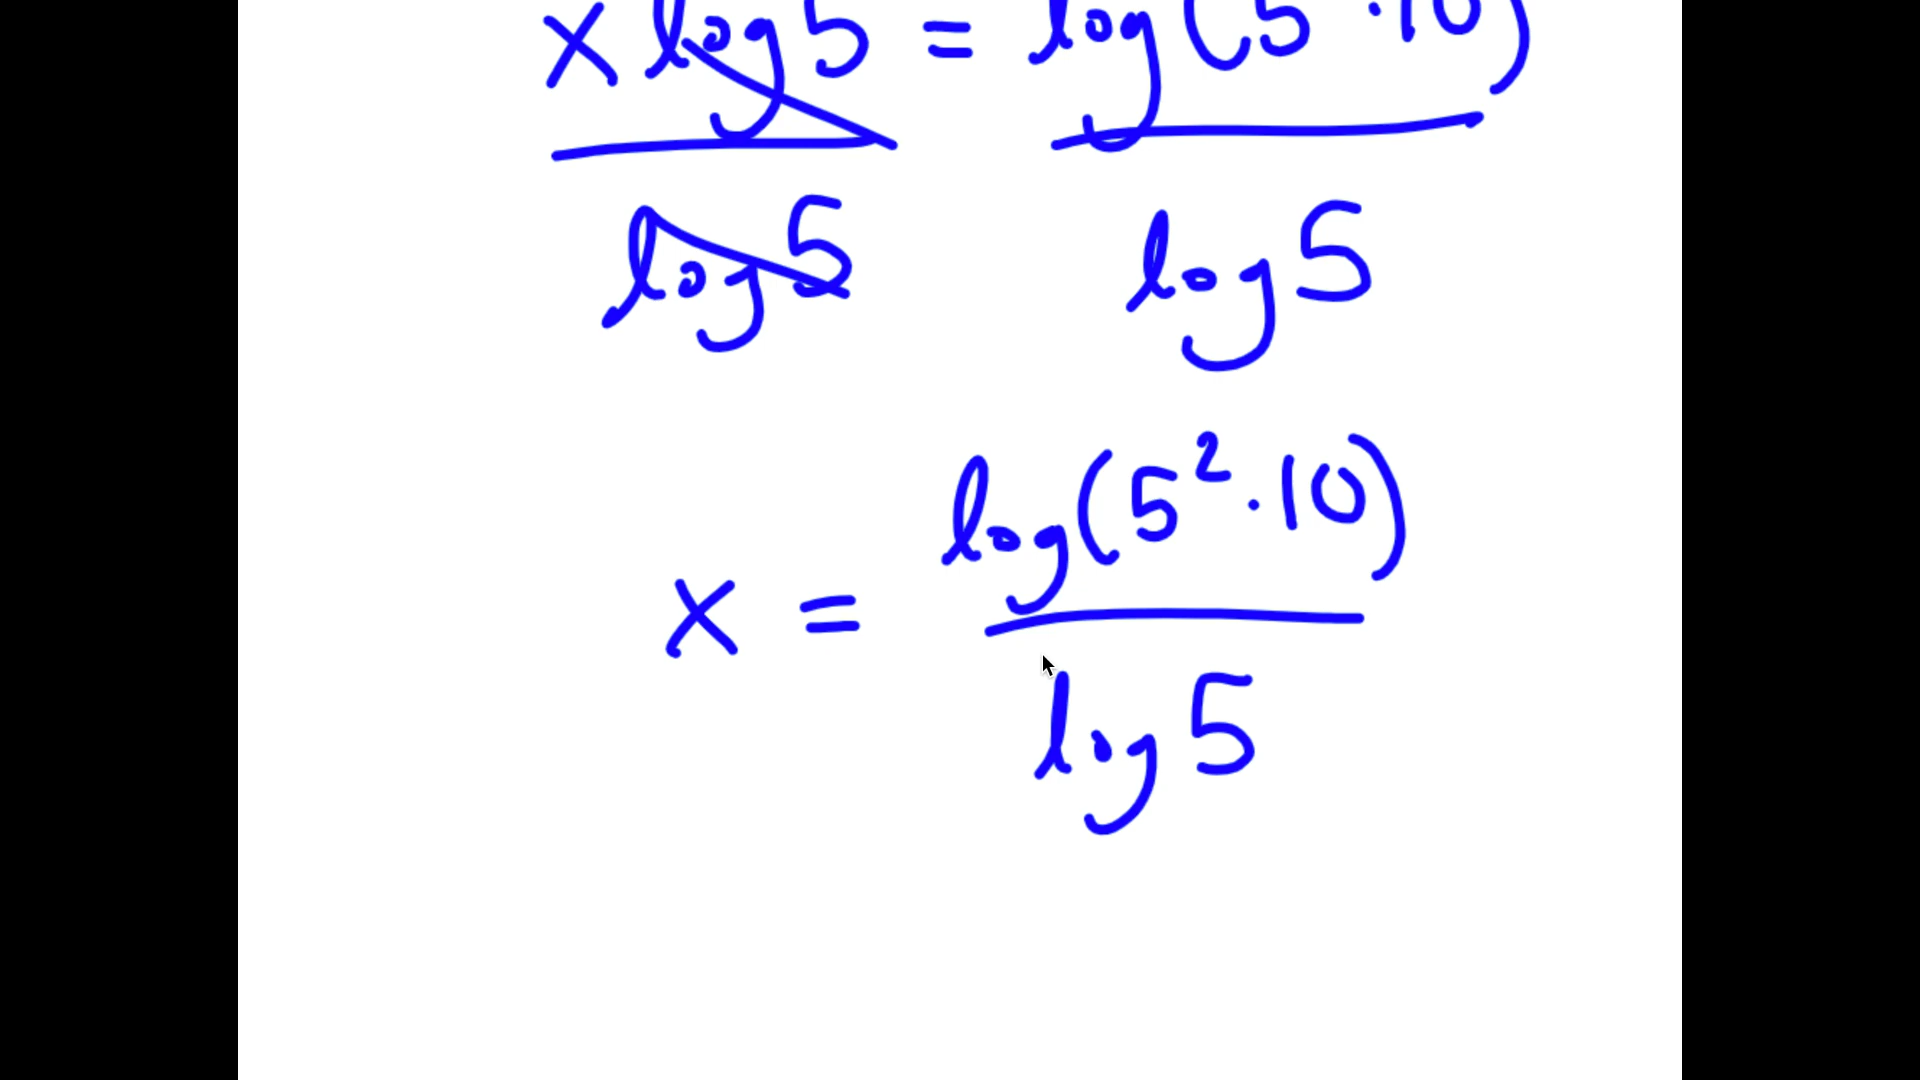 x log 5 = log(5 · 10)
log 5 log 5
log(5² · 10)
x =
log 5